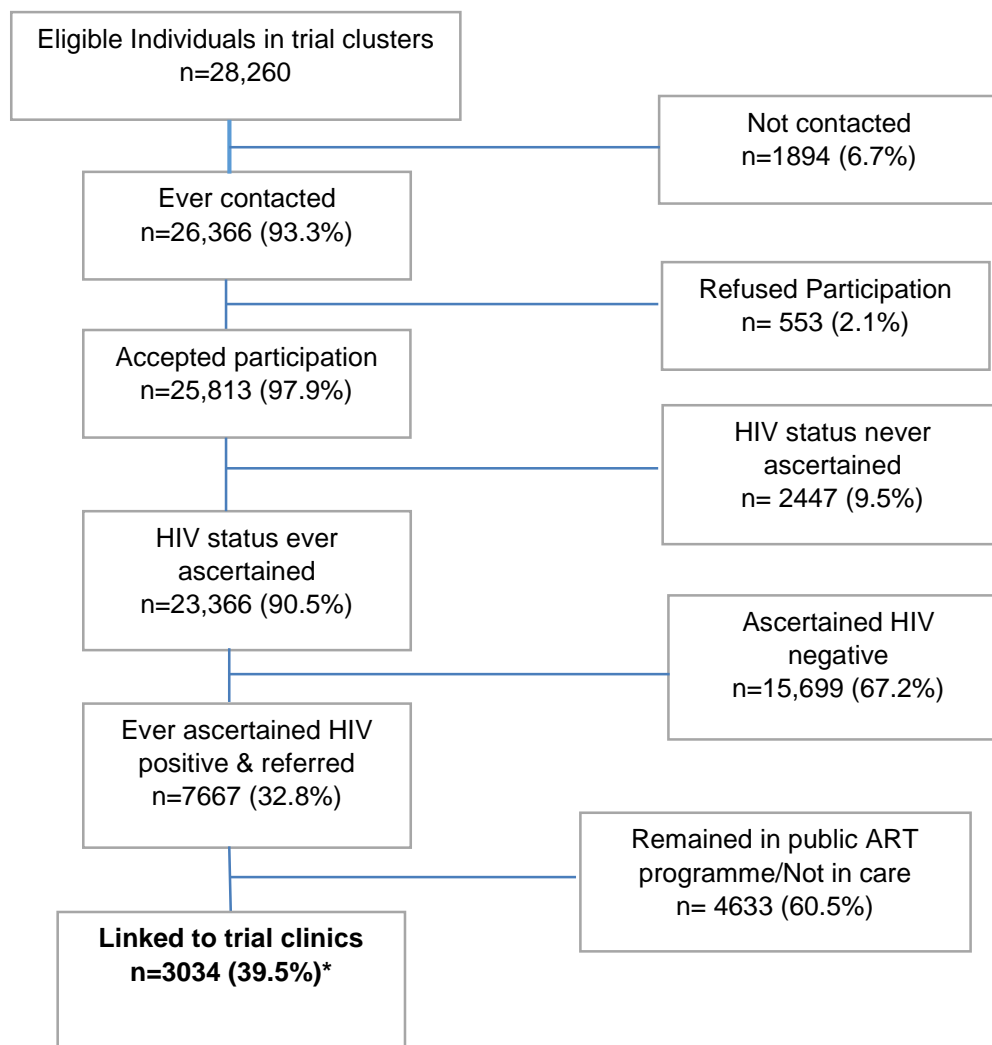 Eligible Individuals in trial clusters
n=28,260
Not contacted
n=1894 (6.7%)
Ever contacted
n=26,366 (93.3%)
Refused Participation
n= 553 (2.1%)
Accepted participation
n=25,813 (97.9%)
HIV status never
ascertained
n= 2447 (9.5%)
HIV status ever
ascertained
n=23,366 (90.5%)
Ascertained HIV
negative
n=15,699 (67.2%)
Ever ascertained HIV
positive & referred
n=7667 (32.8%)
Remained in public ART
programme/Not in care
n= 4633 (60.5%)
Linked to trial clinics
n=3034 (39.5%)*